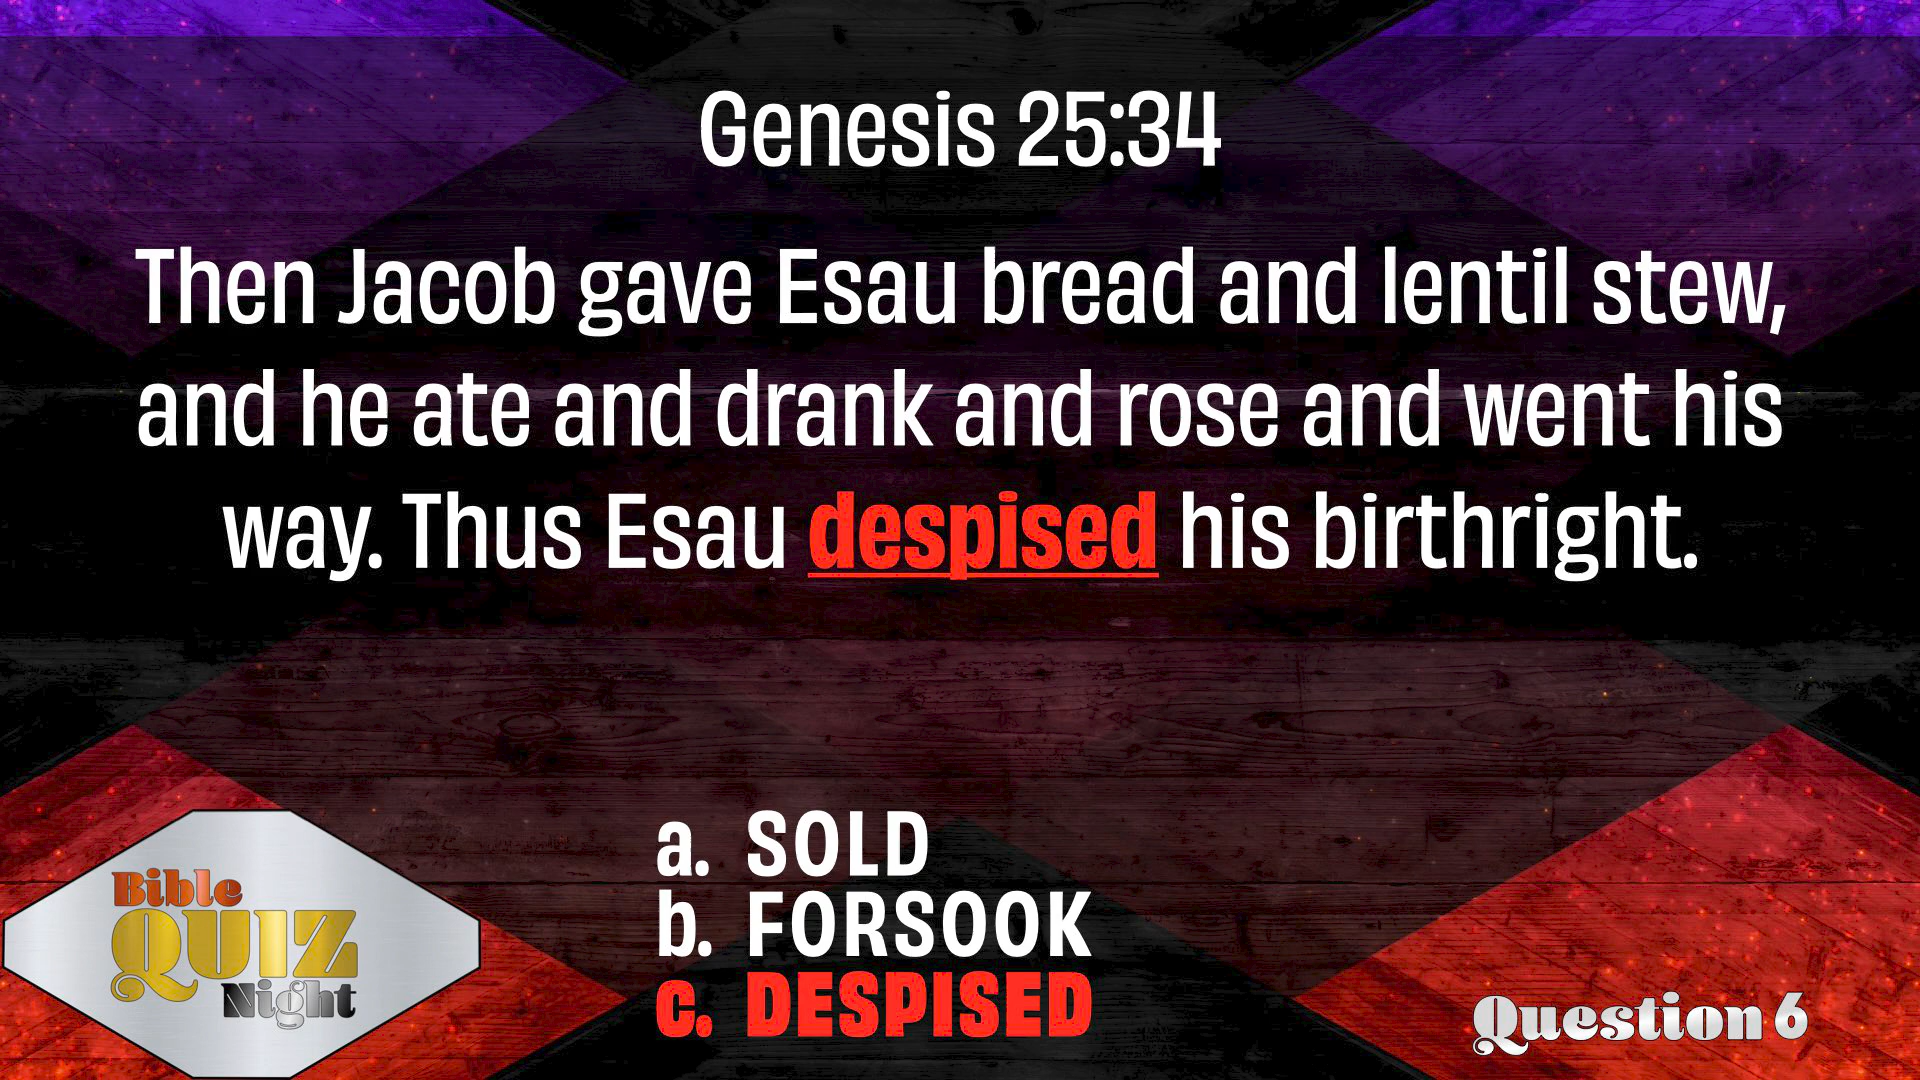 Genesis 25:34
Then Jacob gave Esau bread and lentil stew,
and he ate and drank and rose and went his
way. Thus Esau despised his birthright.
a. SOLD
b. FORSOOK
c. DESPISED
Bible
QUIZ
Night
Question 6